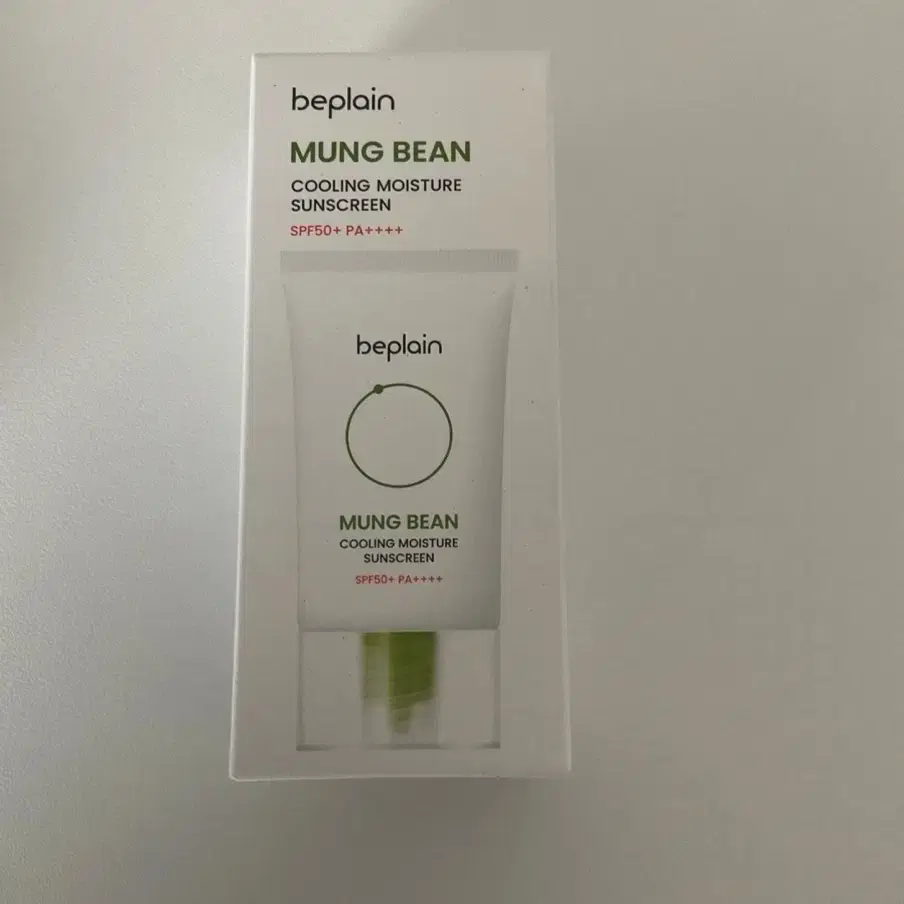 beplain
MUNG BEAN
COOLING MOISTURE
SUNSCREEN
SPF50+ PA++++
beplain
MUNG BEAN
COOLING MOISTURE
SUNSCREEN
SPF50+ PA++++